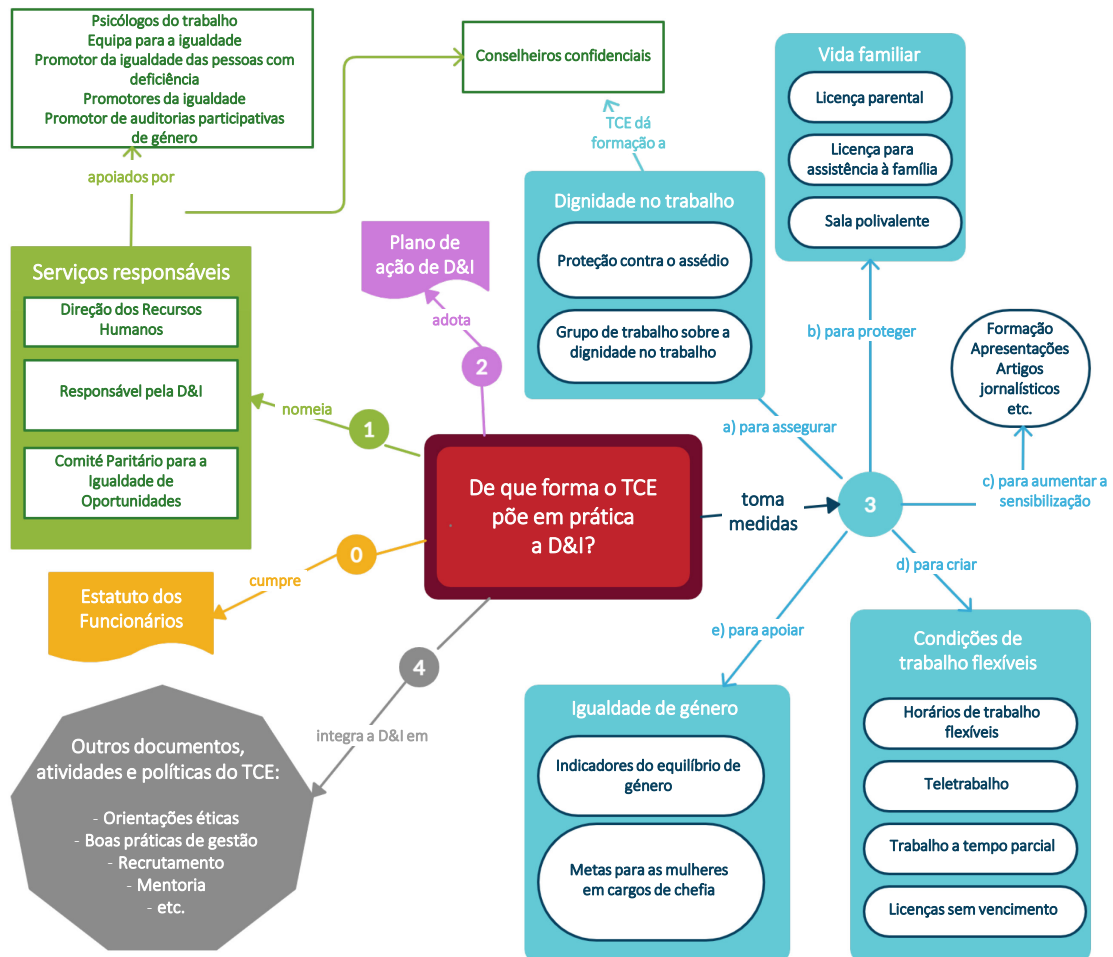 Psicólogos do trabalho
Equipa para a igualdade
Promotor da igualdade das pessoas com
deficiência
Promotores da igualdade
Promotor de auditorias participativas
de género
apoiados por
Conselheiros confidenciais
TCE dá
formação a
Vida familiar
Licença parental
Licença para
assistência à família
Sala polivalente
Dignidade no trabalho
Proteção contra o assédio
Grupo de trabalho sobre a
dignidade no trabalho
Plano de
ação de D&I
adota
2
Serviços responsáveis
Direção dos Recursos
Humanos
Responsável pela D&I
Comité Paritário para a
Igualdade de
Oportunidades
nomeia
1
b) para proteger
Formação
Apresentações
Artigos
jornalísticos
etc.
a) para assegurar
c) para aumentar a
sensibilização
De que forma o TCE
põe em prática
a D&I?
toma
medidas
3
0
cumpre
Estatuto dos
Funcionários
d) para criar
e) para apoiar
4
integra a D&I em
Outros documentos,
atividades e políticas do TCE:
- Orientações éticas
- Boas práticas de gestão
- Recrutamento
- Mentoria
- etc.
Igualdade de género
Indicadores do equilíbrio de
género
Metas para as mulheres
em cargos de chefia
Condições de
trabalho flexíveis
Horários de trabalho
flexíveis
Teletrabalho
Trabalho a tempo parcial
Licenças sem vencimento